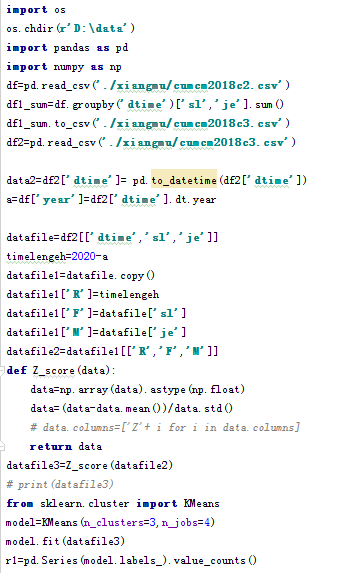 import os
os.chdir(r'D:\data')
import pandas as pd
import numpy as np
df=pd.read_csv('./xiangmu/cumcm2018c2.csv')
df1_sum=df.groupby('dtime')['sl','je'].sum()
df1_sum.to_csv('./xiangmu/cumcm2018c3.csv')
df2=pd.read_csv('./xiangmu/cumcm2018c3.csv')
data2=df2['dtime']= pd.to_datetime(df2['dtime'])
a=df['year']=df2['dtime'].dt.year
datafile=df2[['dtime','sl','je']]
timelengeh=2020-a
datafile1=datafile.copy()
datafile1['R']=timelengeh
datafile1['F']=datafile['sl']
datafile1['M']=datafile['je']
datafile2=datafile1[['R','F','M']]
def Z_score(data):
    data=np.array(data).astype(np.float)
    data=(data-data.mean())/data.std()
    # data.columns=['Z'+ i for i in data.columns]
    return data
datafile3=Z_score(datafile2)
# print(datafile3)
from sklearn.cluster import KMeans
model=KMeans(n_clusters=3,n_jobs=4)
model.fit(datafile3)
r1=pd.Series(model.labels_).value_counts()